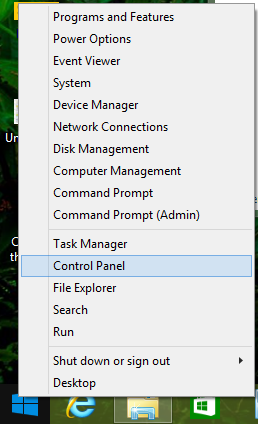 Programs and Features
Power Options
Event Viewer
System
Device Manager
Network Connections
Disk Management
Computer Management
Command Prompt
Command Prompt (Admin)
Task Manager
Control Panel
File Explorer
Search
Run
Shut down or sign out
Desktop